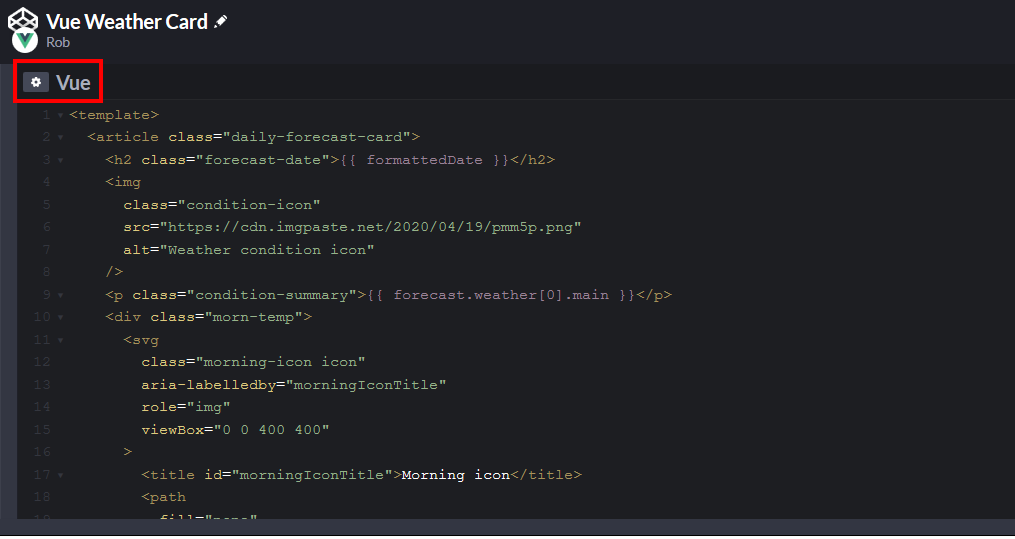 Vue Weather Card
Rob
Vue
1 <template>
2 <article class="daily-forecast-card">
3 <h2 class="forecast-date">{{ formattedDate }}</h2>
4 <img
5 class="condition-icon"
6 src="https://cdn.imgpaste.net/2020/04/19/pmm5p.png"
7 alt="Weather condition icon"
8 />
9 <p class="condition-summary">{{ forecast.weather[0].main }}</p>
10 <div class="morn-temp">
11 <svg
12 class="morning-icon icon"
13 aria-labelledby="morningIconTitle"
14 role="img"
15 viewBox="0 0 400 400"
16 >
17 <title id="morningIconTitle">Morning icon</title>
18 <path
19 fill="none"